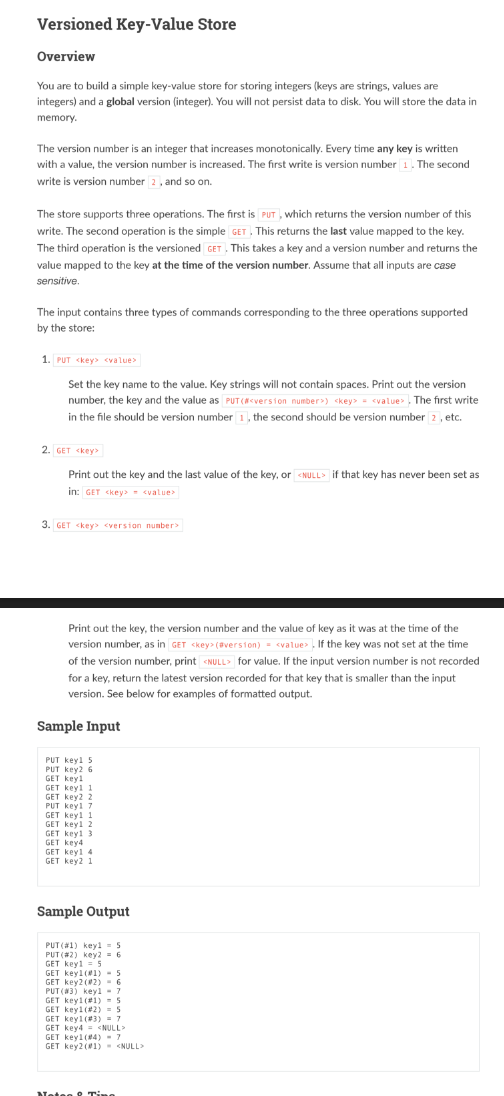 Versioned Key-Value Store
Overview
You are to build a simple key-value store for storing integers (keys are strings, values are
integers) and a global version (integer). You will not persist data to disk. You will store the data in
memory.
The version number is an integer that increases monotonically. Every time any key is written
with a value, the version number is increased. The first write is version number 1 . The second
write is version number 2 , and so on.
The store supports three operations. The first is PUT , which returns the version number of this
write. The second operation is the simple GET . This returns the last value mapped to the key.
The third operation is the versioned GET . This takes a key and a version number and returns the
value mapped to the key at the time of the version number. Assume that all inputs are case
sensitive.
The input contains three types of commands corresponding to the three operations supported
by the store:
1. PUT <key> <value>
Set the key name to the value. Key strings will not contain spaces. Print out the version
number, the key and the value as PUT(#<version number>) <key> = <value> . The first write
in the file should be version number 1 , the second should be version number 2 , etc.
2. GET <key>
Print out the key and the last value of the key, or <NULL> if that key has never been set as
in: GET <key> = <value>
3. GET <key> <version number>
Print out the key, the version number and the value of key as it was at the time of the
version number, as in GET <key>(#version) = <value> . If the key was not set at the time
of the version number, print <NULL> for value. If the input version number is not recorded
for a key, return the latest version recorded for that key that is smaller than the input
version. See below for examples of formatted output.
Sample Input
PUT key1 5
PUT key2 6
GET key1
GET key1 1
GET key2 2
PUT key1 7
GET key1 1
GET key1 2
GET key1 3
GET key4
GET key1 4
GET key2 1
Sample Output
PUT(#1) key1 = 5
PUT(#2) key2 = 6
GET key1 = 5
GET key1(#1) = 5
GET key2(#2) = 6
PUT(#3) key1 = 7
GET key1(#1) = 5
GET key1(#2) = 5
GET key1(#3) = 7
GET key4 = <NULL>
GET key1(#4) = 7
GET key2(#1) = <NULL>
Notes & Tips